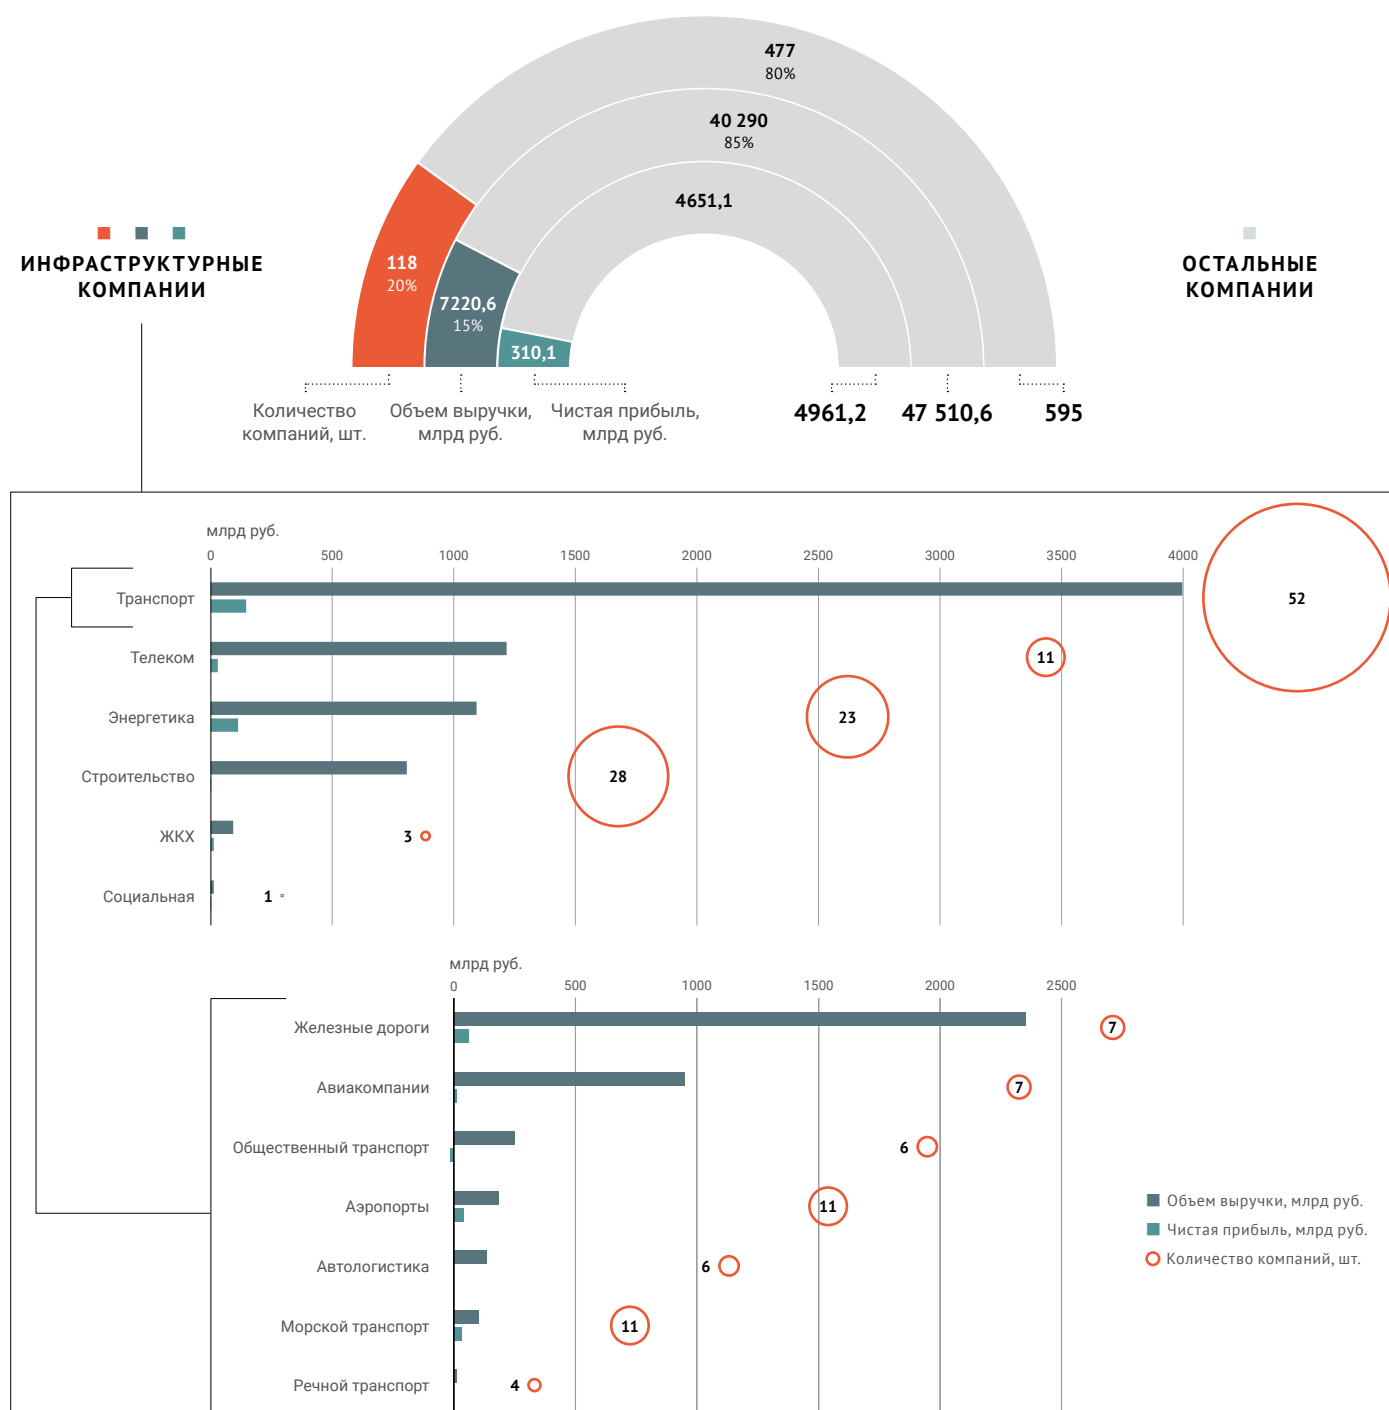 477
80%
40 290
85%
4651,1
ИНФРАСТРУКТУРНЫЕ
КОМПАНИИ
ОСТАЛЬНЫЕ
КОМПАНИИ
118
20%
7220,6
15%
310,1
Количество
компаний, шт.
Объем выручки,
млрд руб.
Чистая прибыль,
млрд руб.
4961,2
47 510,6
595
млрд руб.
0 500 1000 1500 2000 2500 3000 3500 4000
Транспорт 52
Телеком 11
Энергетика 23
Строительство 28
ЖКХ 3
Социальная 1
млрд руб.
0 500 1000 1500 2000 2500
Железные дороги 7
Авиакомпании 7
Общественный транспорт 6
Аэропорты 11
Автологистика 6
Морской транспорт 11
Речной транспорт 4
Объем выручки, млрд руб.
Чистая прибыль, млрд руб.
Количество компаний, шт.